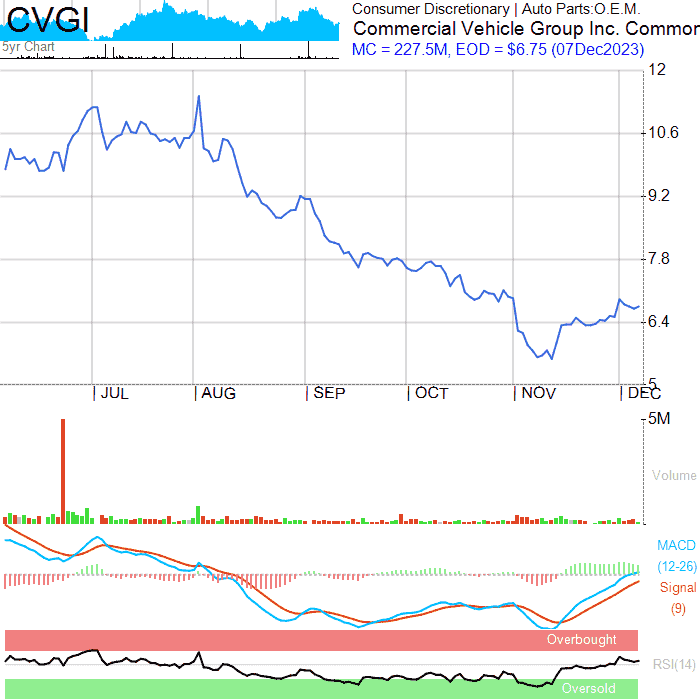 CVGI
5yr Chart
Consumer Discretionary | Auto Parts:O.E.M.
Commercial Vehicle Group Inc. Common
MC = 227.5M, EOD = $6.75 (07Dec2023)
12
10.6
9.2
7.8
6.4
5
JUL AUG SEP OCT NOV DEC
5M
Volume
MACD
(12-26)
Signal
(9)
Overbought
RSI(14)
Oversold